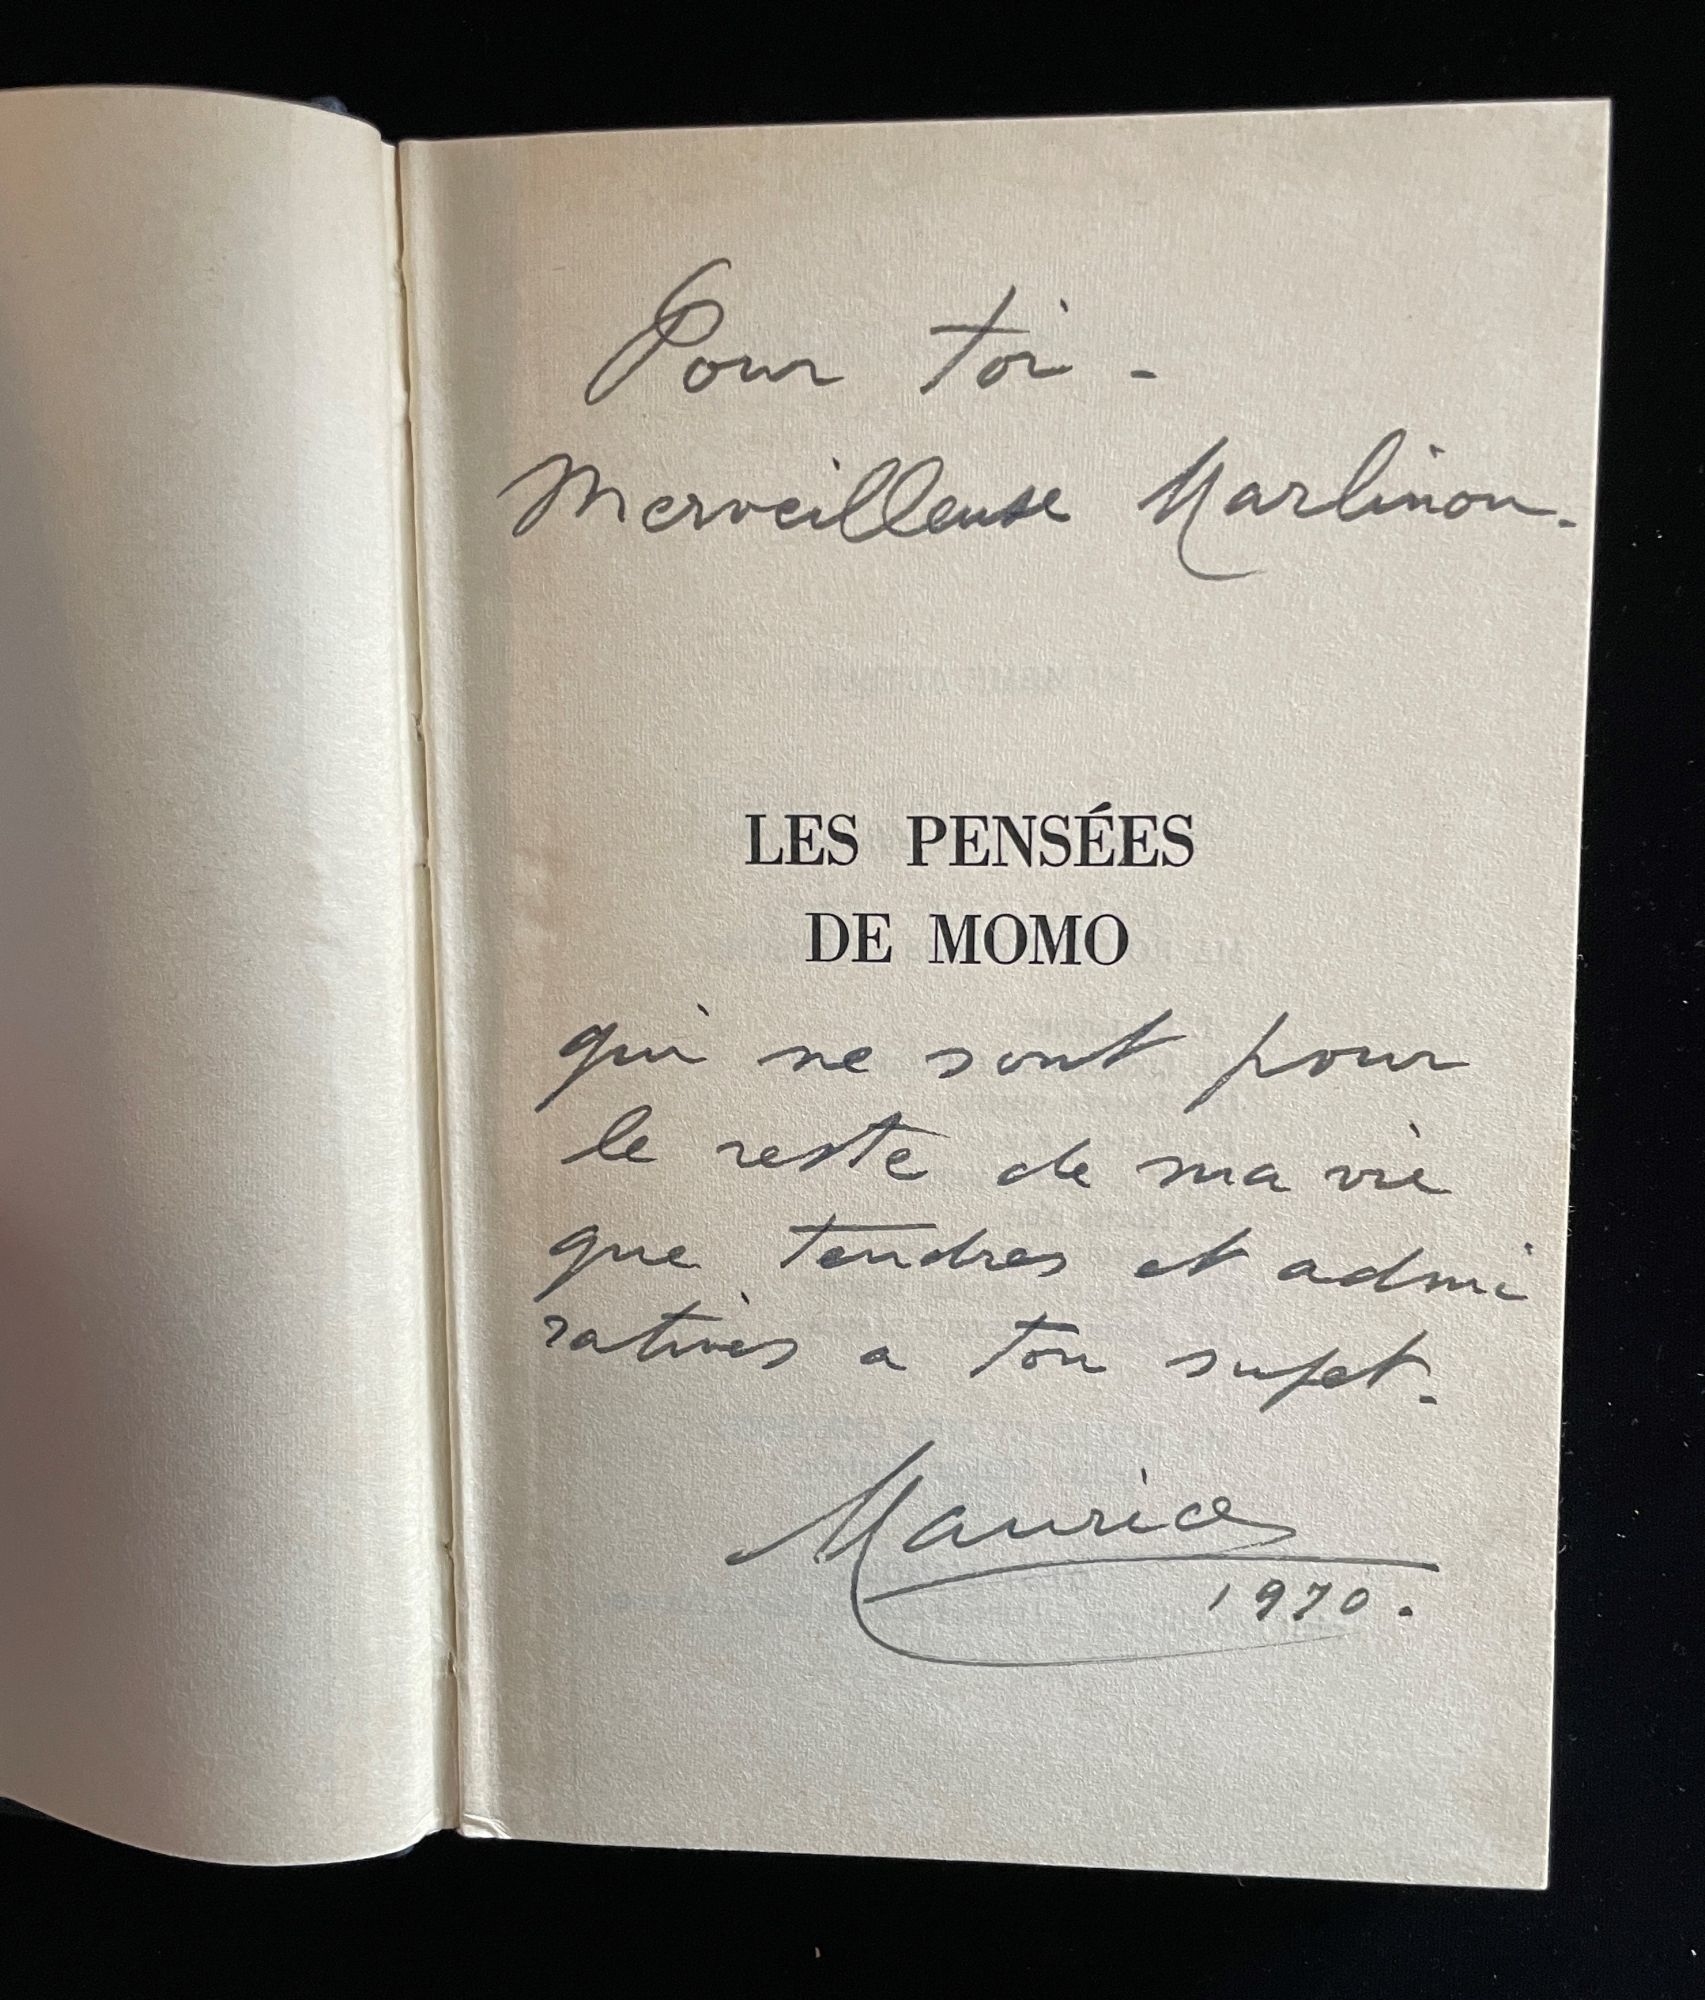 Pour toi -
Merveilleuse Marlinou.
LES PENSÉES
DE MOMO
qui ne sont pour
le reste de ma vie
que tendres et admi
ratives a ton sujet.
Maurice
1970.